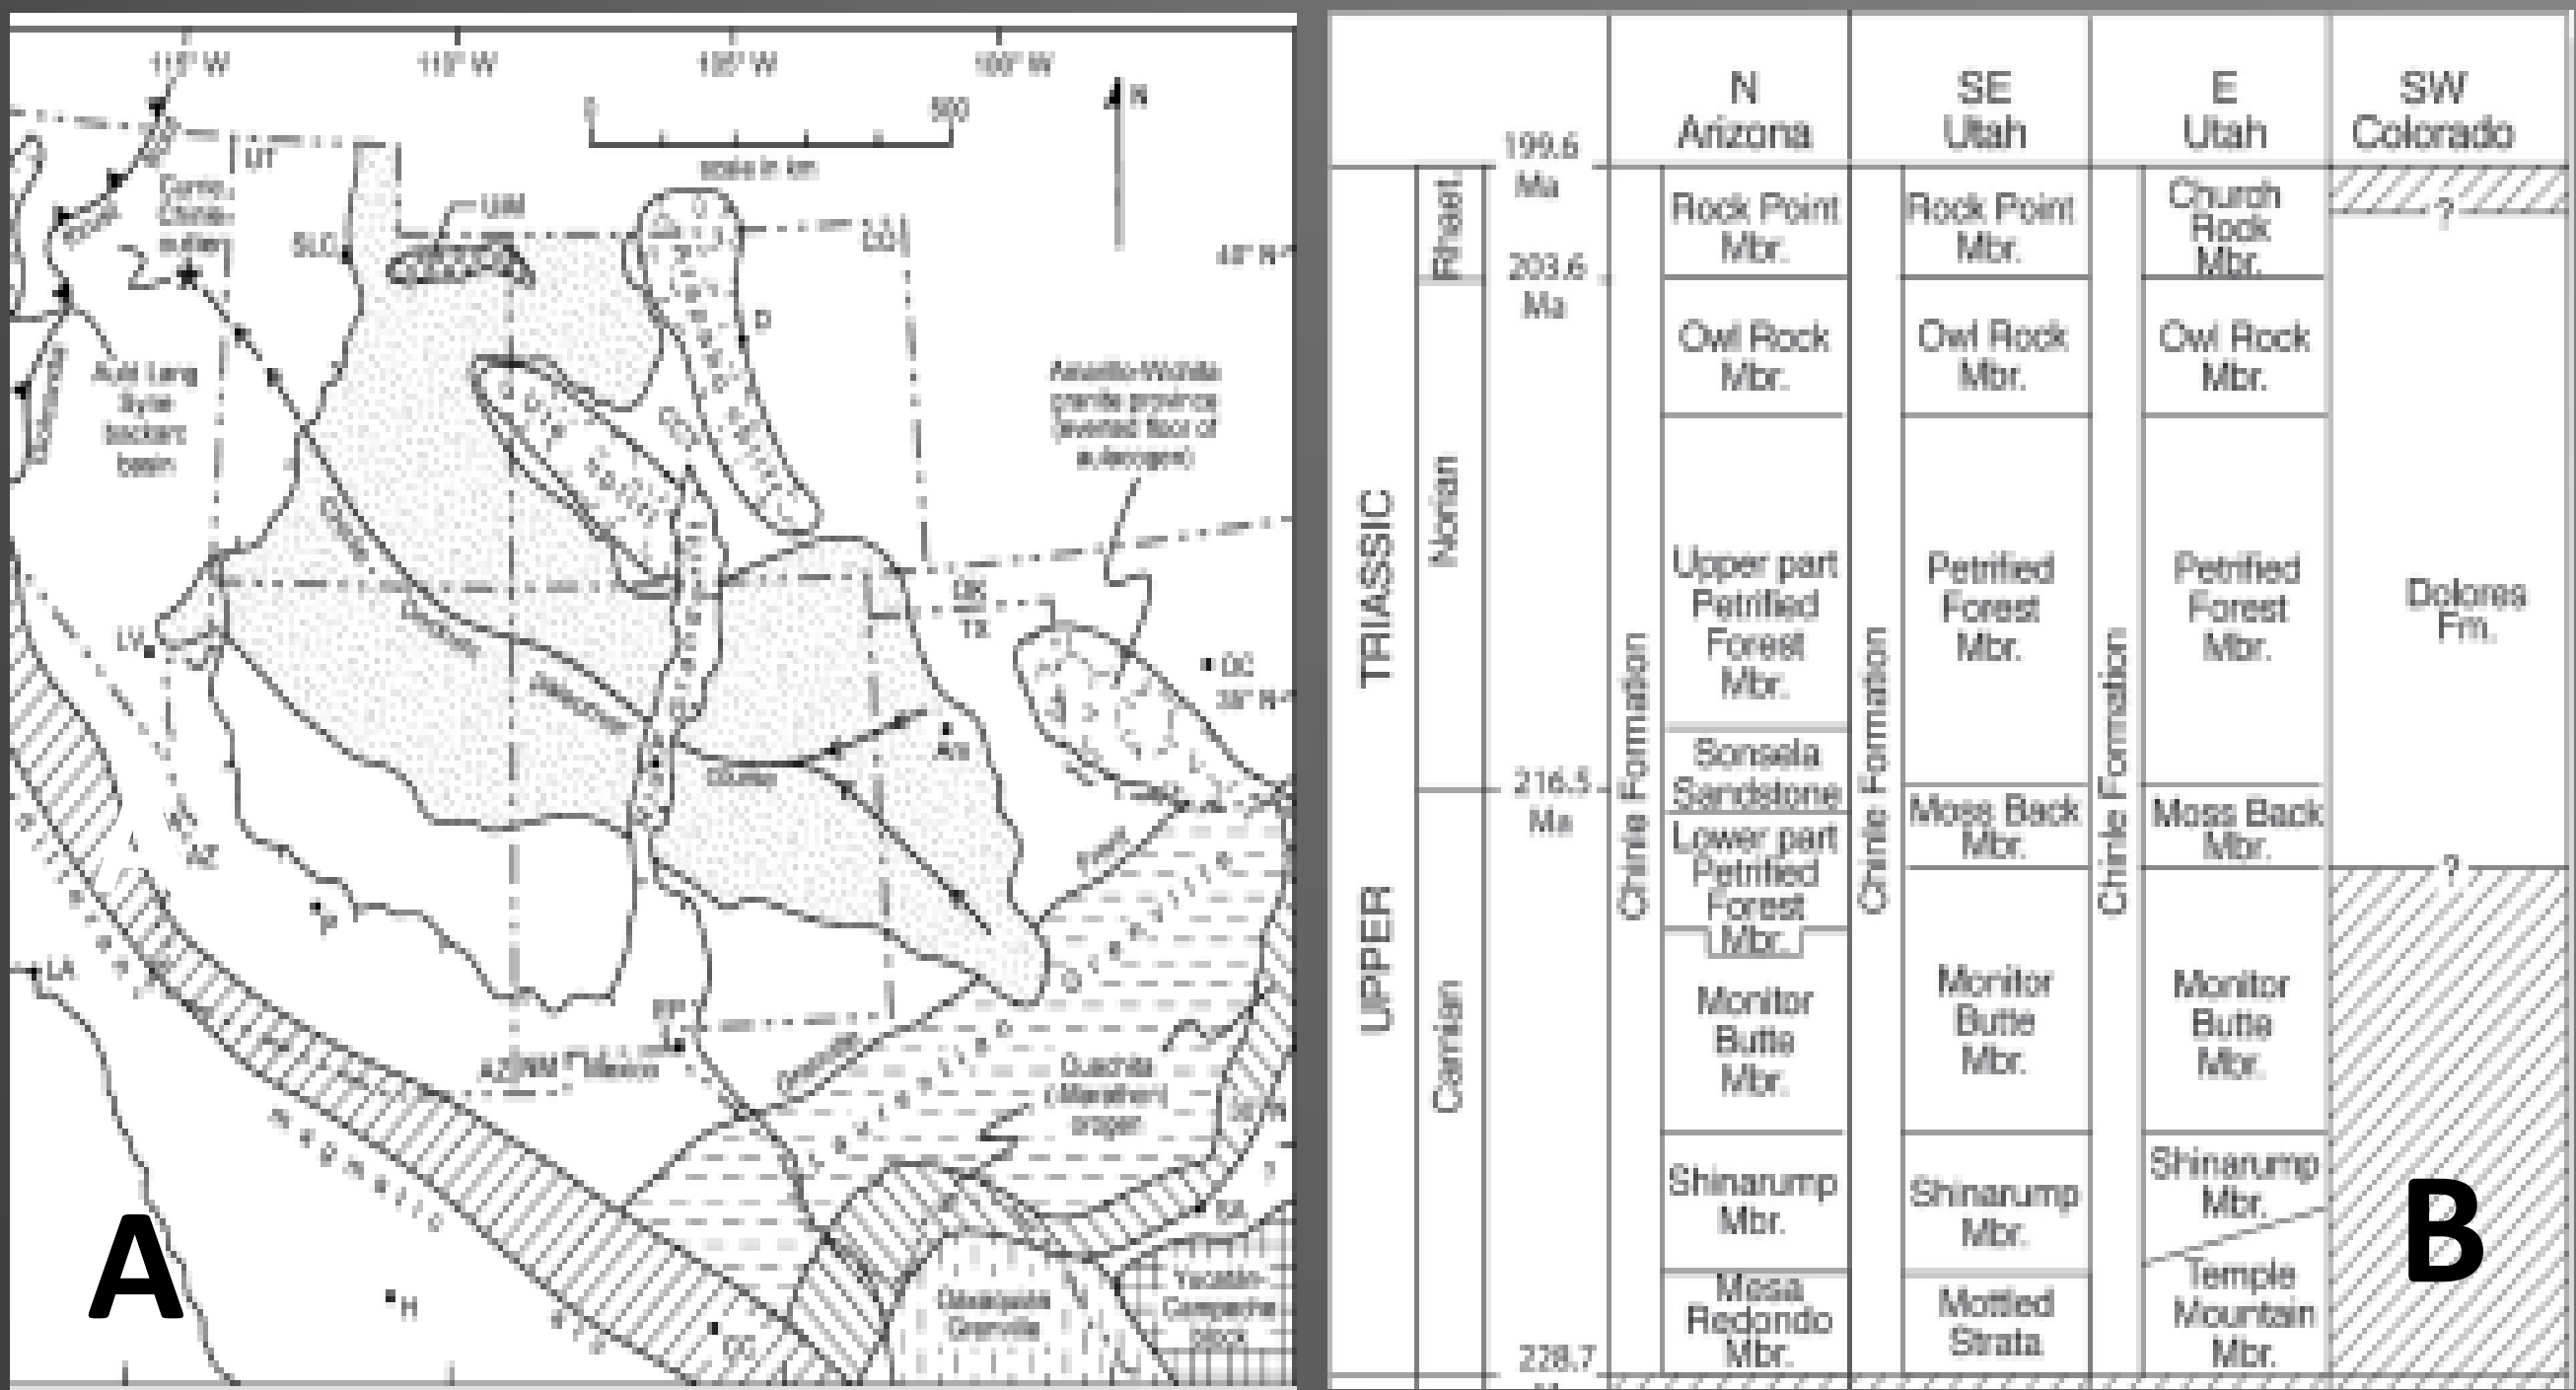 115° W
110° W
105° W
100° W
N
0
500
scale in km
UT
UM
SLC
CO
40° N
D
Auld Lang
Syne
backarc
basin
Amarillo-Wichita
granite province
(inverted floor of
aulacogen)
OK
TX
LV
OC
35° N
AZ
LA
AZ
NM
Mexico
Ouachita
(Marathon)
orogen
H
Oaxaquia
Grenville
Yucatán-
Campeche
block
A
N
Arizona
SE
Utah
E
Utah
SW
Colorado
199.6
Ma
203.6
Ma
216.5
Ma
228.7
UPPER TRIASSIC
Rhaet.
Norian
Carnian
Chinle Formation
Rock Point
Mbr.
Owl Rock
Mbr.
Upper part
Petrified
Forest
Mbr.
Sonsela
Sandstone
Lower part
Petrified
Forest
Mbr.
Monitor
Butte
Mbr.
Shinarump
Mbr.
Mesa
Redondo
Mbr.
Chinle Formation
Rock Point
Mbr.
Owl Rock
Mbr.
Petrified
Forest
Mbr.
Moss Back
Mbr.
Monitor
Butte
Mbr.
Shinarump
Mbr.
Mottled
Strata
Chinle Formation
Church
Rock
Mbr.
Owl Rock
Mbr.
Petrified
Forest
Mbr.
Moss Back
Mbr.
Monitor
Butte
Mbr.
Shinarump
Mbr.
Temple
Mountain
Mbr.
?
Dolores
Fm.
?
B